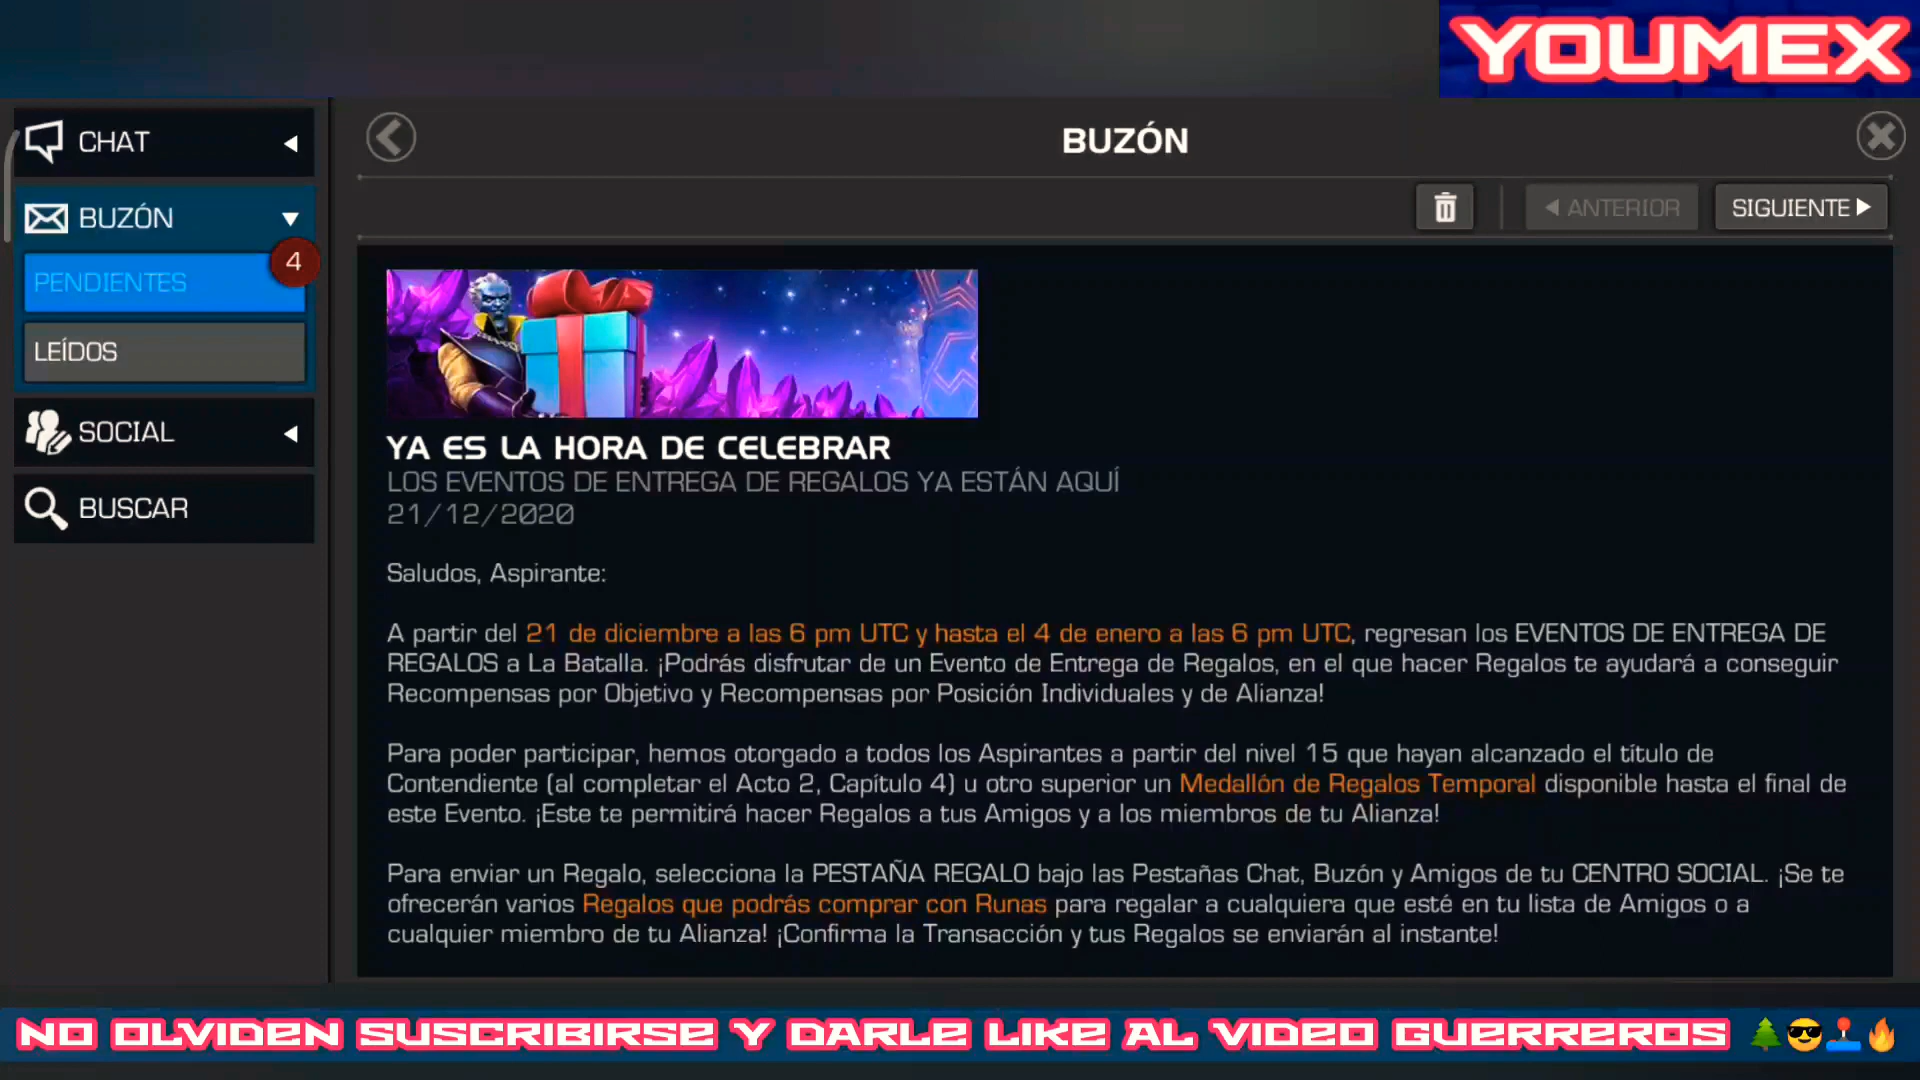 YOUMEX
CHAT
BUZÓN
4
PENDIENTES
LEÍDOS
SOCIAL
BUSCAR
BUZÓN
ANTERIOR
SIGUIENTE
YA ES LA HORA DE CELEBRAR
LOS EVENTOS DE ENTREGA DE REGALOS YA ESTÁN AQUÍ
21/12/2020
Saludos, Aspirante:
A partir del 21 de diciembre a las 6 pm UTC y hasta el 4 de enero a las 6 pm UTC, regresan los EVENTOS DE ENTREGA DE
REGALOS a La Batalla. ¡Podrás disfrutar de un Evento de Entrega de Regalos, en el que hacer Regalos te ayudará a conseguir
Recompensas por Objetivo y Recompensas por Posición Individuales y de Alianza!
Para poder participar, hemos otorgado a todos los Aspirantes a partir del nivel 15 que hayan alcanzado el título de
Contendiente (al completar el Acto 2, Capítulo 4) u otro superior un Medallón de Regalos Temporal disponible hasta el final de
este Evento. ¡Este te permitirá hacer Regalos a tus Amigos y a los miembros de tu Alianza!
Para enviar un Regalo, selecciona la PESTAÑA REGALO bajo las Pestañas Chat, Buzón y Amigos de tu CENTRO SOCIAL. ¡Se te
ofrecerán varios Regalos que podrás comprar con Runas para regalar a cualquiera que esté en tu lista de Amigos o a
cualquier miembro de tu Alianza! ¡Confirma la Transacción y tus Regalos se enviarán al instante!
NO OLVIDEN SUSCRIBIRSE Y DARLE LIKE AL VIDEO GUERREROS 🌲😎🕹️🔥